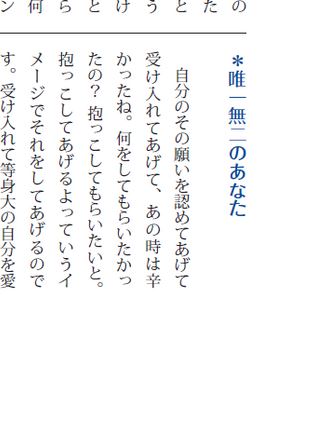 の
た
と
う
け
と
ら
何
ン
＊唯一無二のあなた
自分のその願いを認めてあげて
受け入れてあげて、あの時は辛
かったね。何をしてもらいたかっ
たの？ 抱っこしてもらいたいと。
抱っこしてあげるよっていうイ
メージでそれをしてあげるので
す。受け入れて等身大の自分を愛